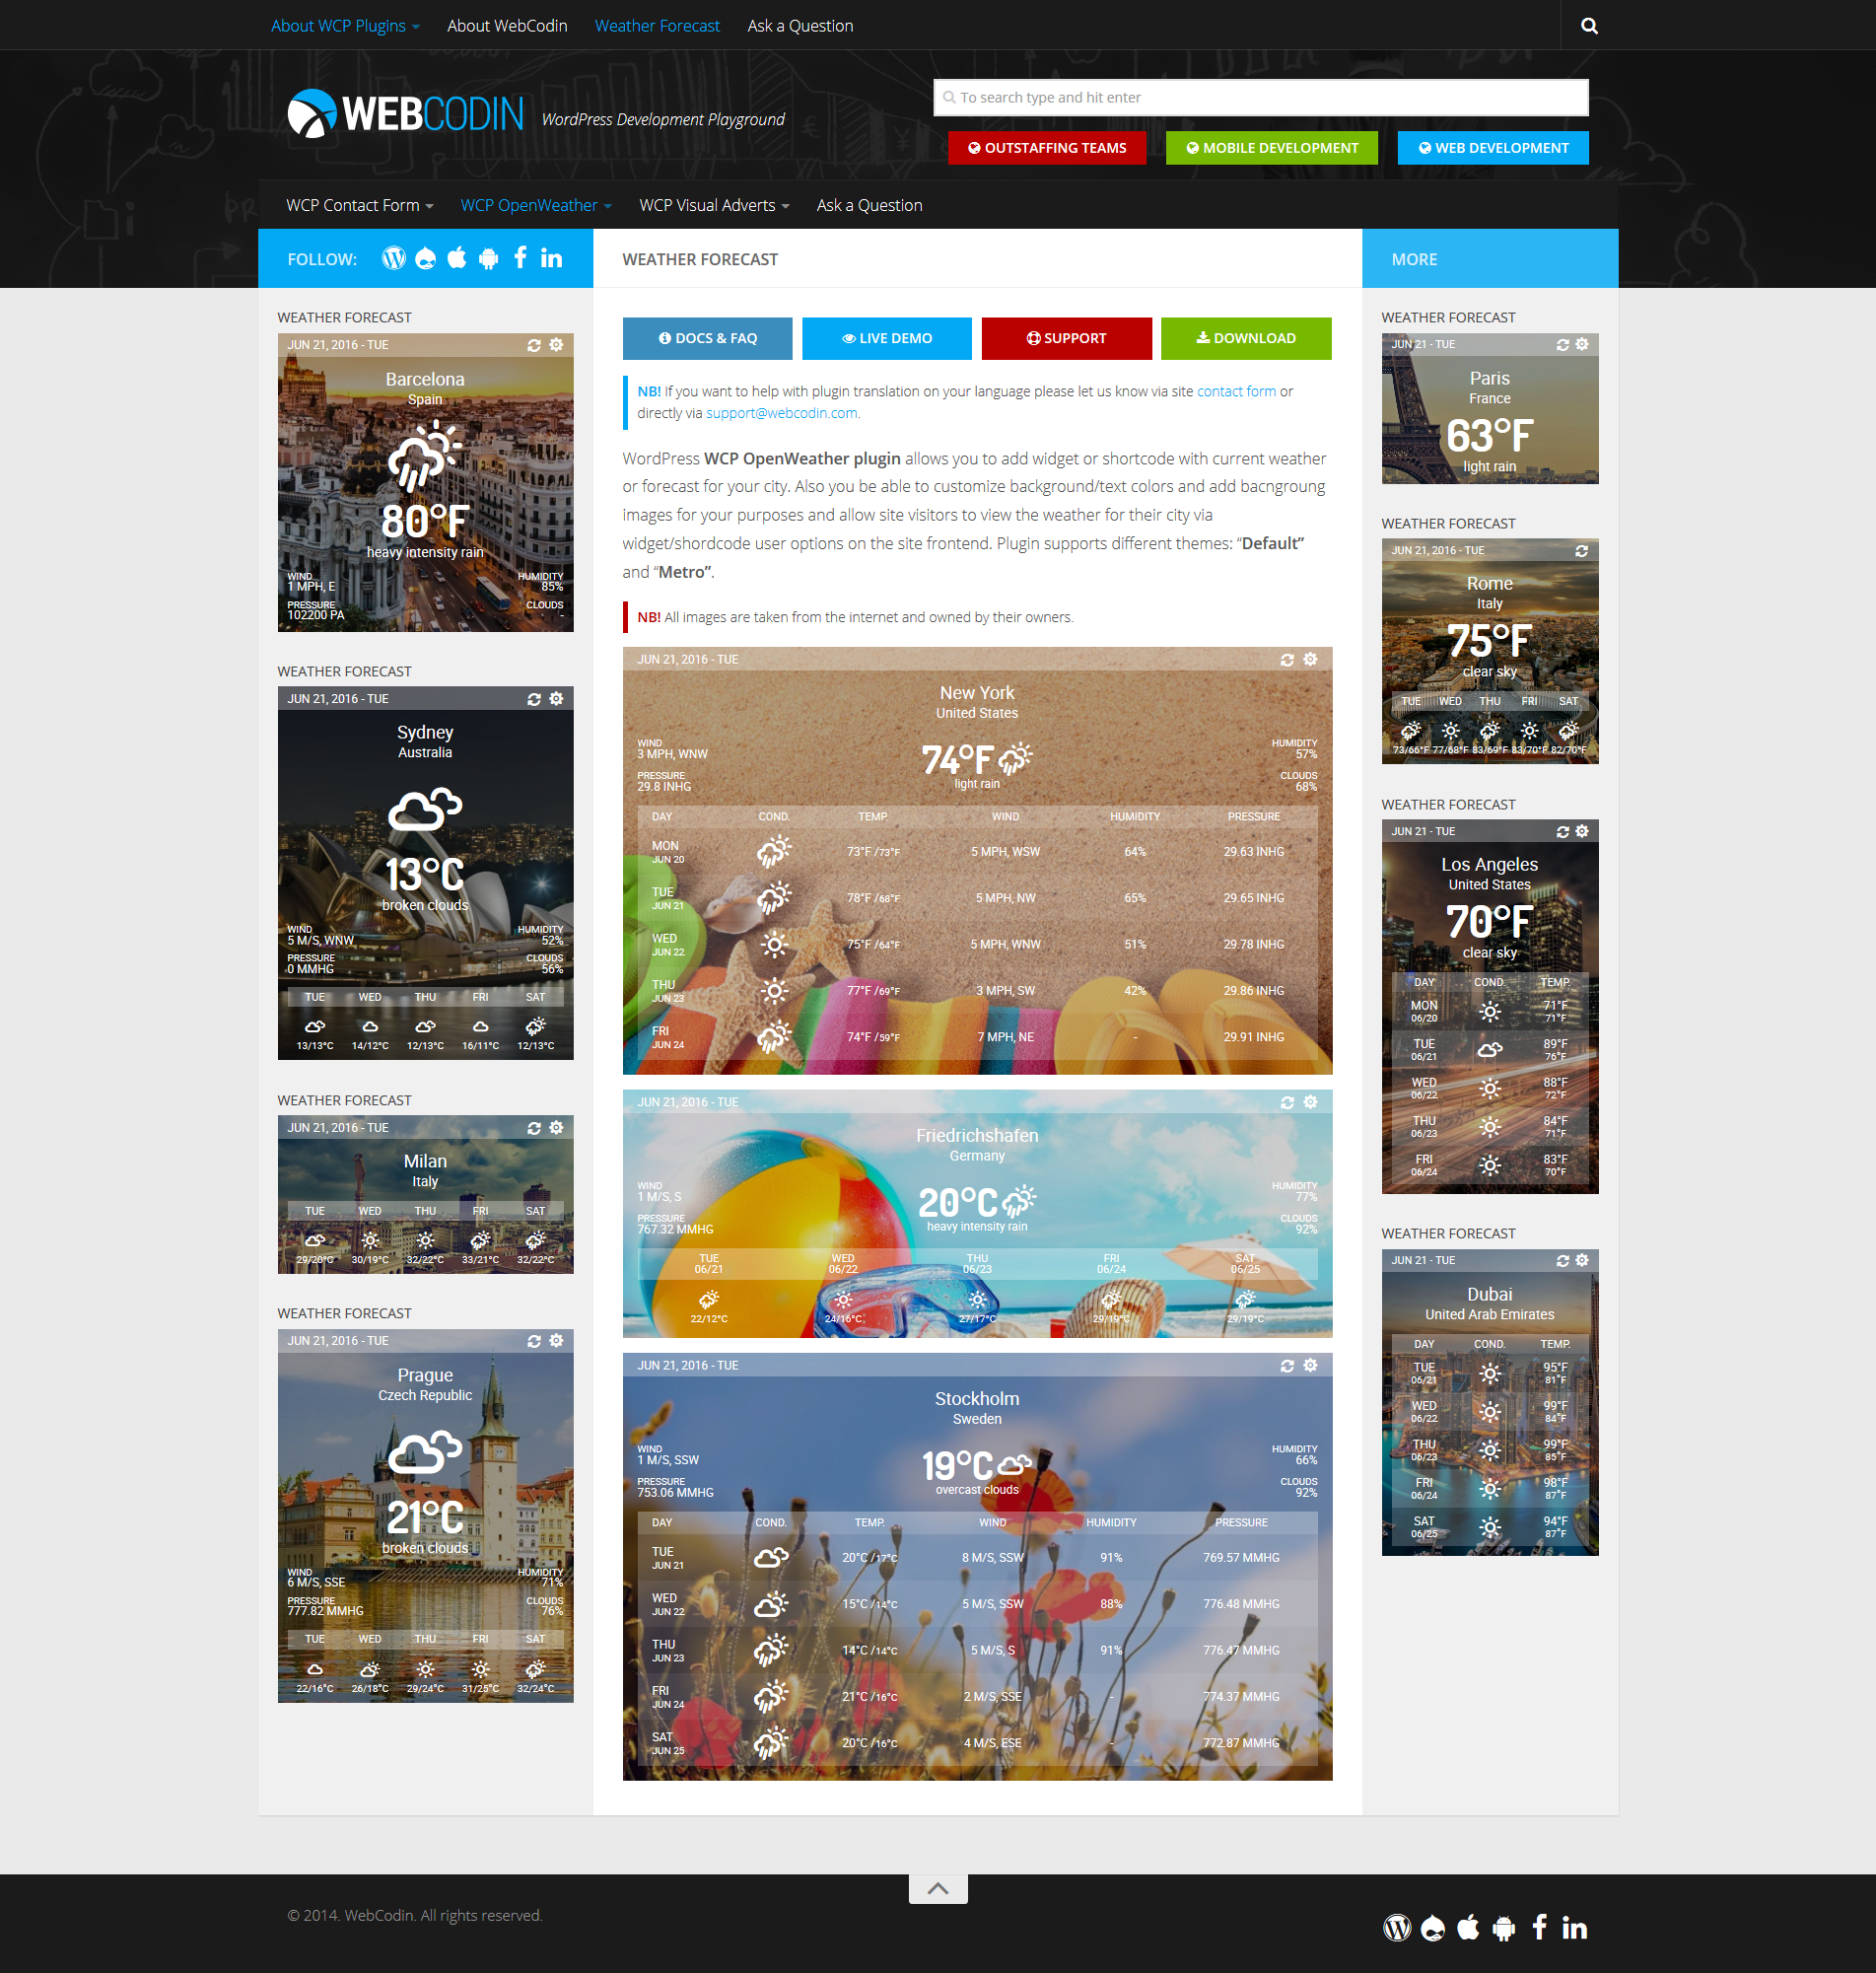 About WCP Plugins About WebCodin Weather Forecast Ask a Question
WEBCODIN WordPress Development Playground
To search type and hit enter
OUTSTAFFING TEAMS MOBILE DEVELOPMENT WEB DEVELOPMENT
WCP Contact Form WCP OpenWeather WCP Visual Adverts Ask a Question
FOLLOW:
WEATHER FORECAST
JUN 21, 2016 - TUE
Barcelona
Spain
80°F
heavy intensity rain
WIND HUMIDITY
1 MPH, E 85%
PRESSURE CLOUDS
102200 PA -
WEATHER FORECAST
JUN 21, 2016 - TUE
Sydney
Australia
13°C
broken clouds
WIND HUMIDITY
5 M/S, WNW 52%
PRESSURE CLOUDS
0 MMHG 56%
TUE WED THU FRI SAT
13/13°C 14/12°C 12/13°C 16/11°C 12/13°C
WEATHER FORECAST
JUN 21, 2016 - TUE
Milan
Italy
TUE WED THU FRI SAT
29/20°C 30/19°C 32/22°C 33/21°C 32/22°C
WEATHER FORECAST
JUN 21, 2016 - TUE
Prague
Czech Republic
21°C
broken clouds
WIND HUMIDITY
6 M/S, SSE 71%
PRESSURE CLOUDS
777.82 MMHG 76%
TUE WED THU FRI SAT
22/16°C 26/18°C 29/24°C 31/25°C 32/24°C
WEATHER FORECAST
DOCS & FAQ LIVE DEMO SUPPORT DOWNLOAD
NB! If you want to help with plugin translation on your language please let us know via site contact form or
directly via support@webcodin.com.
WordPress WCP OpenWeather plugin allows you to add widget or shortcode with current weather
or forecast for your city. Also you be able to customize background/text colors and add bacngroung
images for your purposes and allow site visitors to view the weather for their city via
widget/shordcode user options on the site frontend. Plugin supports different themes: “Default”
and “Metro”.
NB! All images are taken from the internet and owned by their owners.
JUN 21, 2016 - TUE
New York
United States
WIND HUMIDITY
3 MPH, WNW 74°F 57%
PRESSURE CLOUDS
29.8 INHG light rain 68%
DAY COND. TEMP. WIND HUMIDITY PRESSURE
MON
JUN 20 73°F /73°F 5 MPH, WSW 64% 29.63 INHG
TUE
JUN 21 78°F /68°F 5 MPH, NW 65% 29.65 INHG
WED
JUN 22 75°F /64°F 5 MPH, WNW 51% 29.78 INHG
THU
JUN 23 77°F /69°F 3 MPH, SW 42% 29.86 INHG
FRI
JUN 24 74°F /59°F 7 MPH, NE - 29.91 INHG
JUN 21, 2016 - TUE
Friedrichshafen
Germany
WIND HUMIDITY
1 M/S, S 20°C 77%
PRESSURE CLOUDS
767.32 MMHG heavy intensity rain 92%
TUE WED THU FRI SAT
06/21 06/22 06/23 06/24 06/25
22/12°C 24/16°C 27/17°C 29/19°C 29/19°C
JUN 21, 2016 - TUE
Stockholm
Sweden
WIND HUMIDITY
1 M/S, SSW 19°C 66%
PRESSURE CLOUDS
753.06 MMHG overcast clouds 92%
DAY COND. TEMP. WIND HUMIDITY PRESSURE
TUE
JUN 21 20°C /17°C 8 M/S, SSW 91% 769.57 MMHG
WED
JUN 22 15°C /14°C 5 M/S, SSW 88% 776.48 MMHG
THU
JUN 23 14°C /14°C 5 M/S, S 91% 776.47 MMHG
FRI
JUN 24 21°C /16°C 2 M/S, SSE - 774.37 MMHG
SAT
JUN 25 20°C /16°C 4 M/S, ESE - 772.87 MMHG
MORE
WEATHER FORECAST
JUN 21 - TUE
Paris
France
63°F
light rain
WEATHER FORECAST
JUN 21, 2016 - TUE
Rome
Italy
75°F
clear sky
TUE WED THU FRI SAT
73/66°F 77/68°F 83/69°F 83/70°F 82/70°F
WEATHER FORECAST
JUN 21 - TUE
Los Angeles
United States
70°F
clear sky
DAY COND. TEMP.
MON 71°F
06/20 71°F
TUE 89°F
06/21 76°F
WED 88°F
06/22 72°F
THU 84°F
06/23 71°F
FRI 83°F
06/24 70°F
WEATHER FORECAST
JUN 21 - TUE
Dubai
United Arab Emirates
DAY COND. TEMP.
TUE 95°F
06/21 81°F
WED 99°F
06/22 84°F
THU 99°F
06/23 85°F
FRI 98°F
06/24 87°F
SAT 94°F
06/25 87°F
© 2014. WebCodin. All rights reserved.